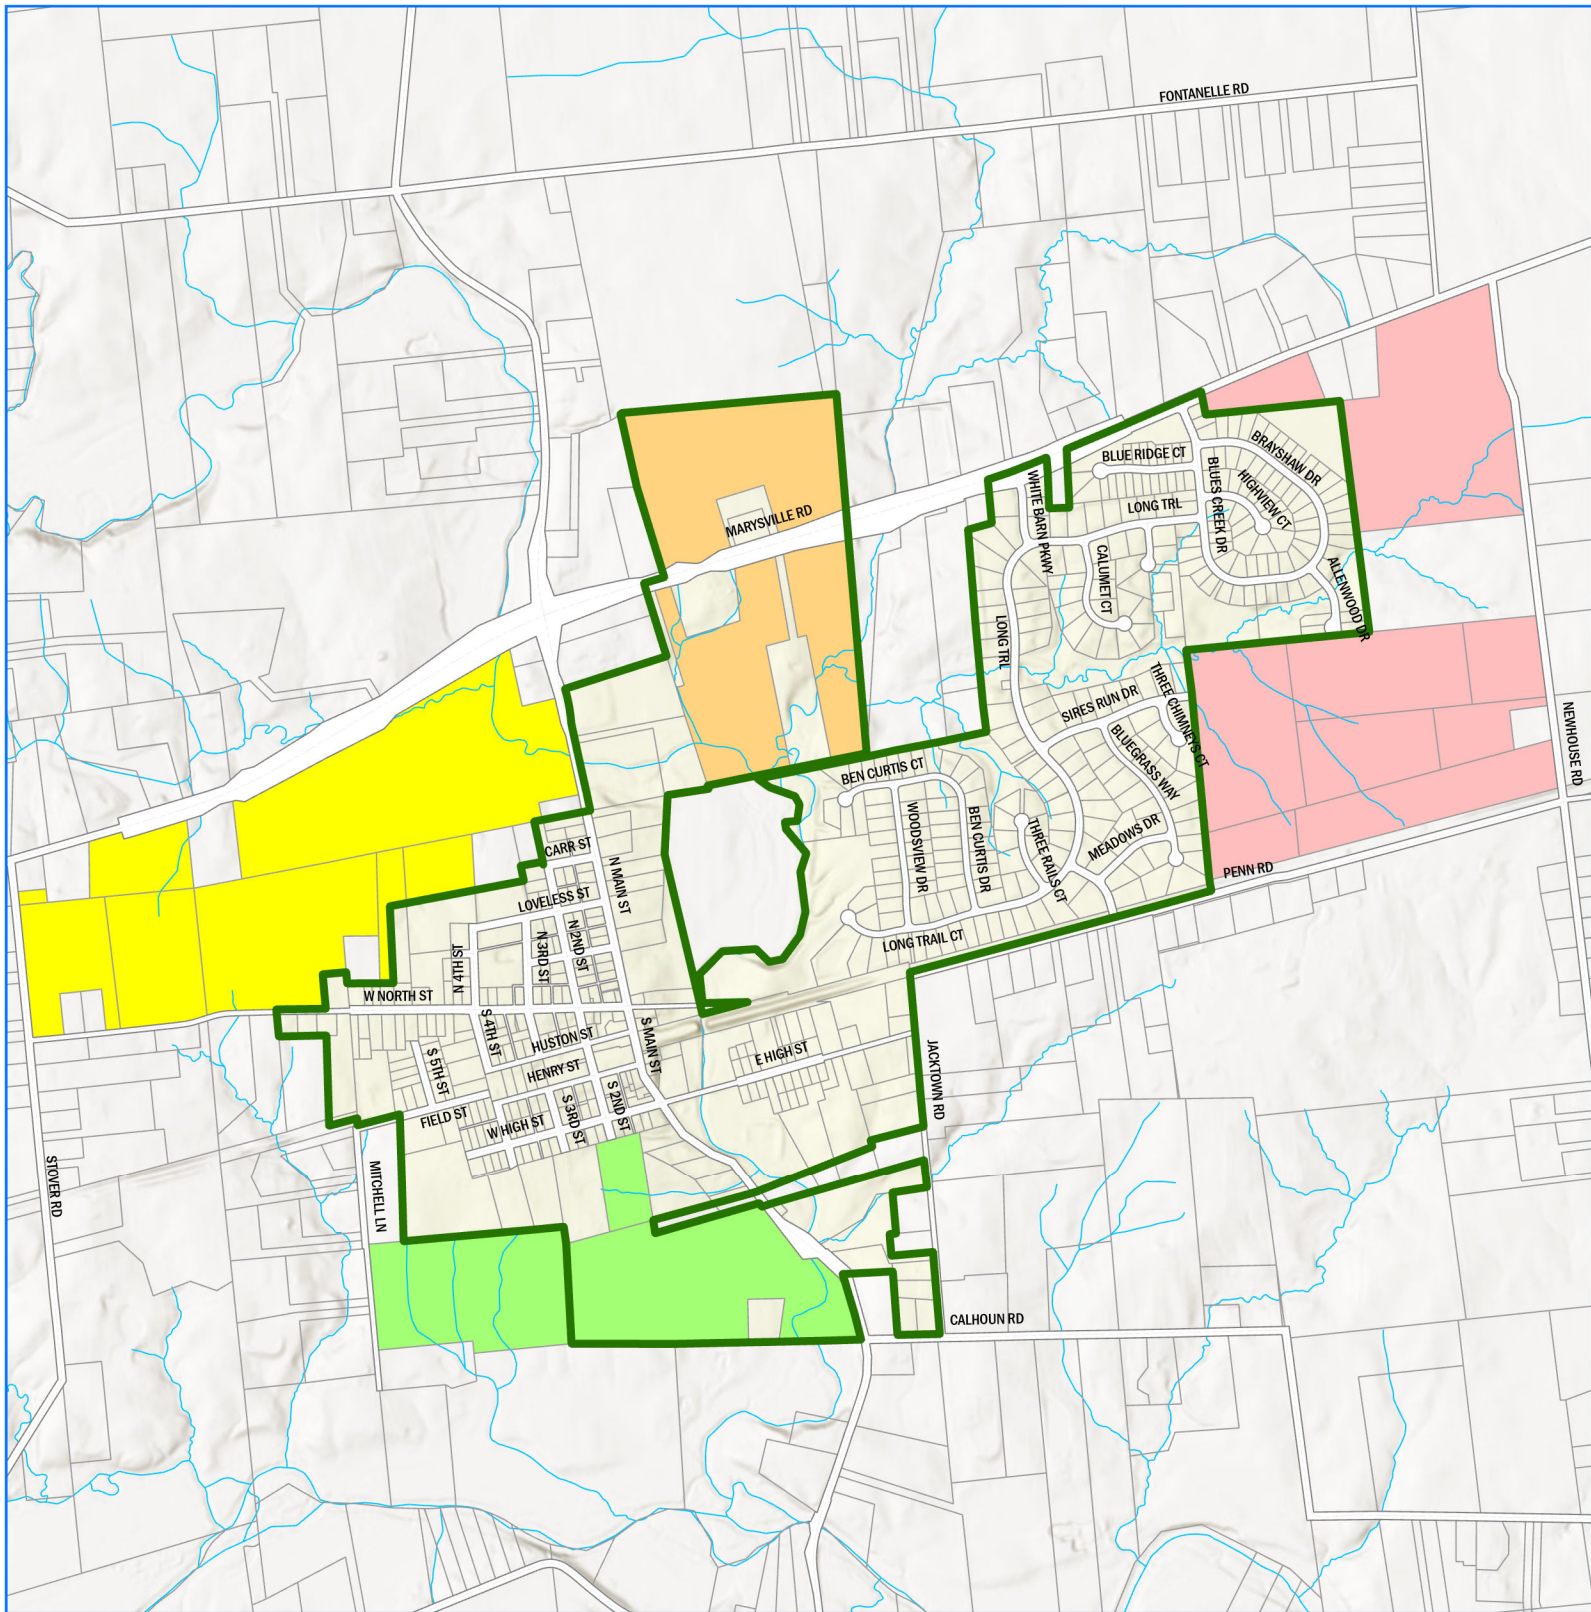 FONTANELLE RD
BLUE RIDGE CT
BRAYSHAW DR
HIGHVIEW CT
BLUES CREEK DR
WHITE BARN PKWY
LONG TRL
MARYSVILLE RD
CALUMET CT
ALLENWOOD DR
LONG TRL
THREE CHIMNEYS CT
SIRES RUN DR
NEWHOUSE RD
BLUEGRASS WAY
BEN CURTIS CT
WOODSVIEW DR
BEN CURTIS DR
THREE RAILS CT
MEADOWS DR
CARR ST
N MAIN ST
PENN RD
LOVELESS ST
N 2ND ST
N 3RD ST
N 4TH ST
LONG TRAIL CT
W NORTH ST
S 4TH ST
HUSTON ST
S MAIN ST
E HIGH ST
JACKTOWN RD
S 5TH ST
HENRY ST
S 2ND ST
S 3RD ST
FIELD ST
W HIGH ST
STOVER RD
MITCHELL LN
CALHOUN RD